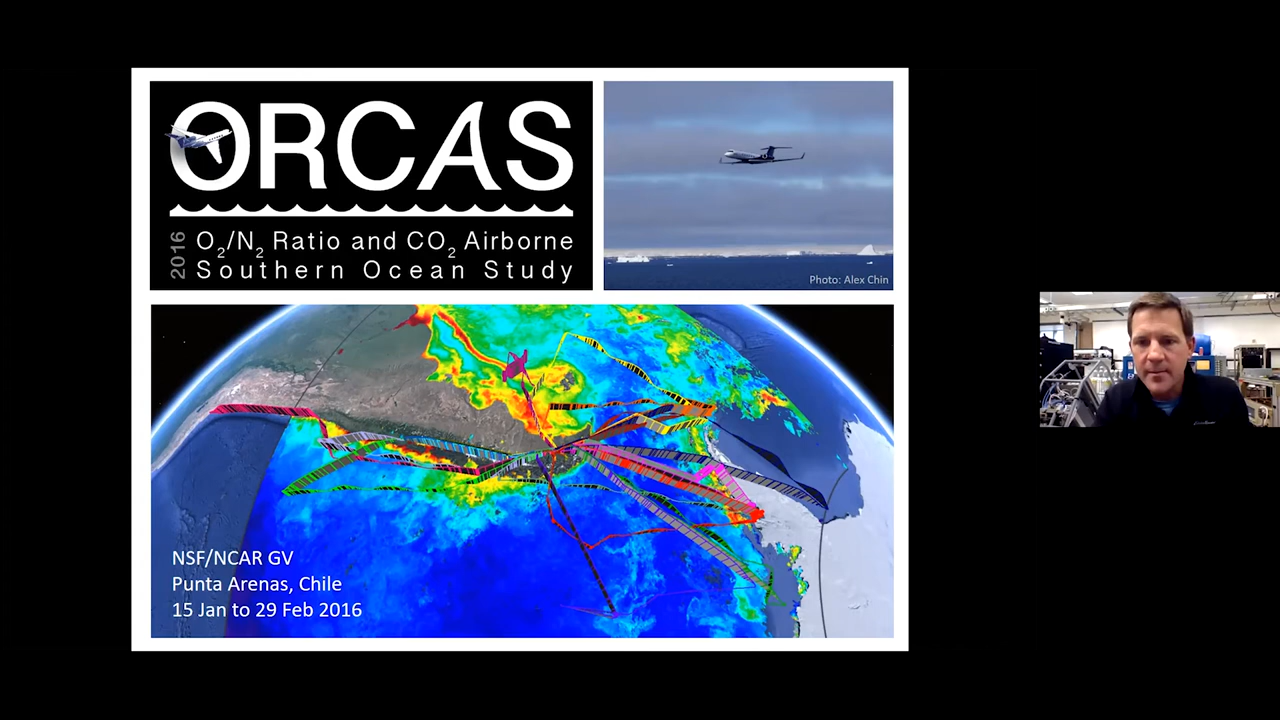 ORCAS
2016
O2/N2 Ratio and CO2 Airborne
Southern Ocean Study
Photo: Alex Chin
NSF/NCAR GV
Punta Arenas, Chile
15 Jan to 29 Feb 2016